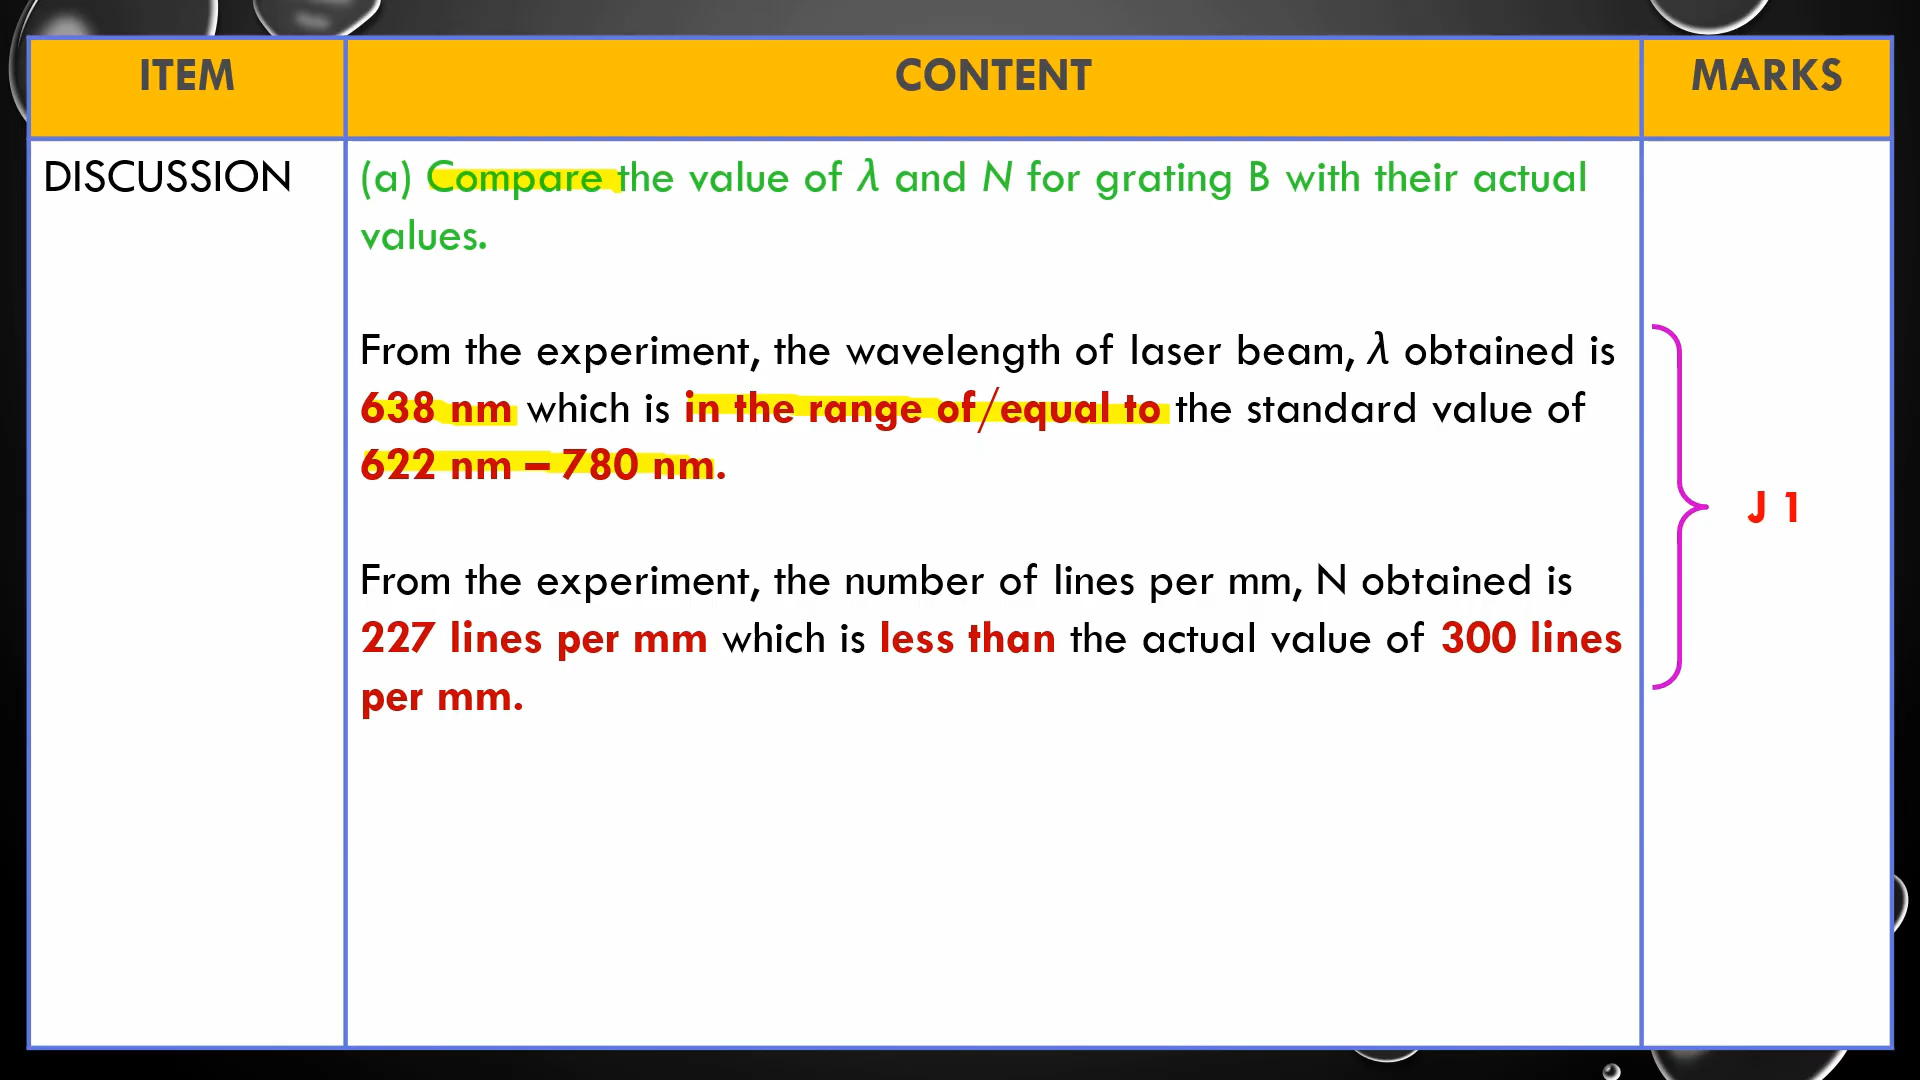 ITEM CONTENT MARKS
DISCUSSION (a) Compare the value of λ and N for grating B with their actual
values.
From the experiment, the wavelength of laser beam, λ obtained is
638 nm which is in the range of/equal to the standard value of
622 nm – 780 nm.
J 1
From the experiment, the number of lines per mm, N obtained is
227 lines per mm which is less than the actual value of 300 lines
per mm.